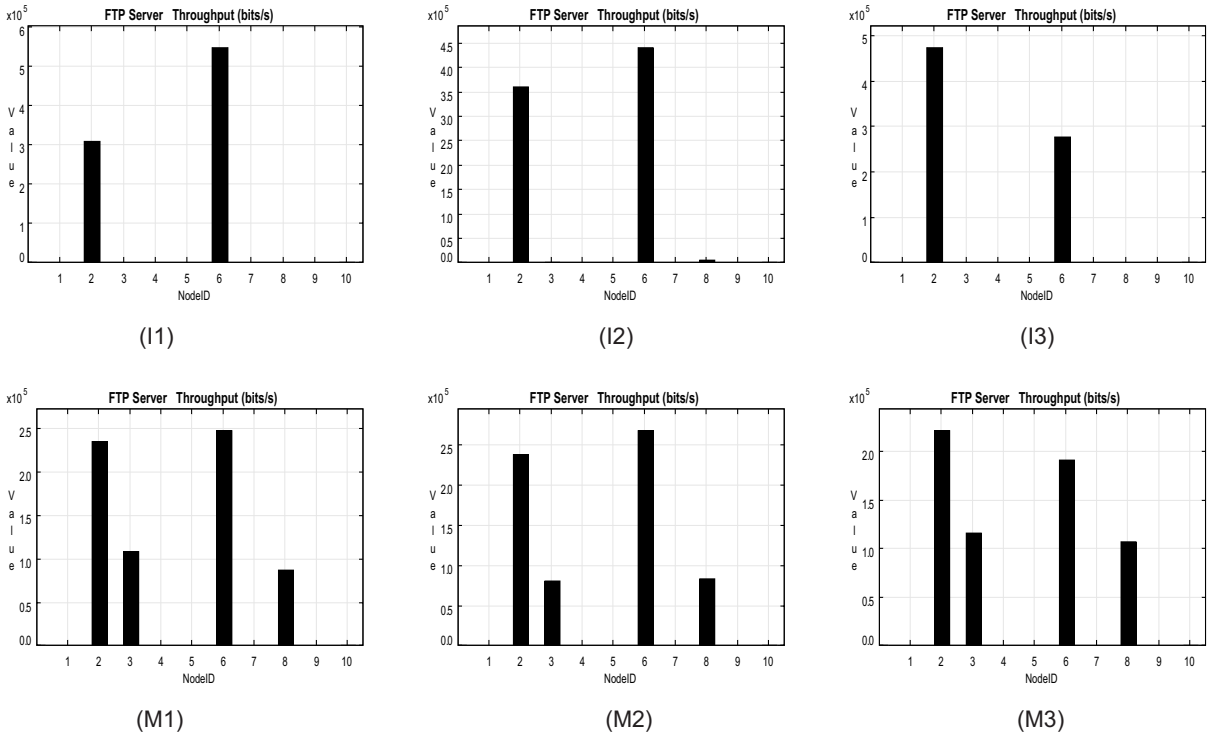 FTP Server Throughput (bits/s)
x10^5
6
5
4
3
2
1
0
Value
1 2 3 4 5 6 7 8 9 10
NodeID
(I1)
FTP Server Throughput (bits/s)
x10^5
4.5
4.0
3.5
3.0
2.5
2.0
1.5
1.0
0.5
0.0
Value
1 2 3 4 5 6 7 8 9 10
NodeID
(I2)
FTP Server Throughput (bits/s)
x10^5
5
4
3
2
1
0
Value
1 2 3 4 5 6 7 8 9 10
NodeID
(I3)
FTP Server Throughput (bits/s)
x10^5
2.5
2.0
1.5
1.0
0.5
0.0
Value
1 2 3 4 5 6 7 8 9 10
NodeID
(M1)
FTP Server Throughput (bits/s)
x10^5
2.5
2.0
1.5
1.0
0.5
0.0
Value
1 2 3 4 5 6 7 8 9 10
NodeID
(M2)
FTP Server Throughput (bits/s)
x10^5
2.0
1.5
1.0
0.5
0.0
Value
1 2 3 4 5 6 7 8 9 10
NodeID
(M3)